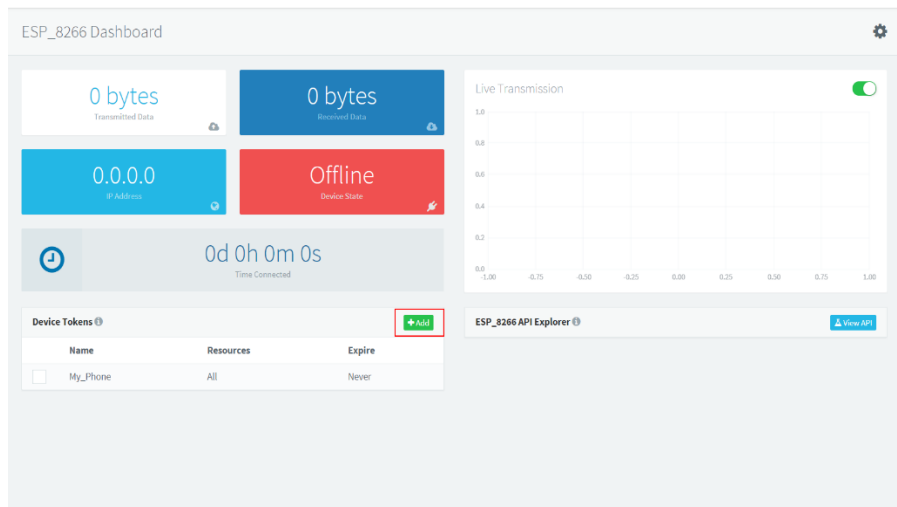 ESP_8266 Dashboard
0 bytes
Transmitted Data
0 bytes
Received Data
0.0.0.0
IP Address
Offline
Device State
0d 0h 0m 0s
Time Connected
Live Transmission
1.0
0.8
0.6
0.4
0.2
0.0
-1.00 -0.75 -0.50 -0.25 0.00 0.25 0.50 0.75 1.00
Device Tokens
+Add
Name Resources Expire
My_Phone All Never
ESP_8266 API Explorer
View API